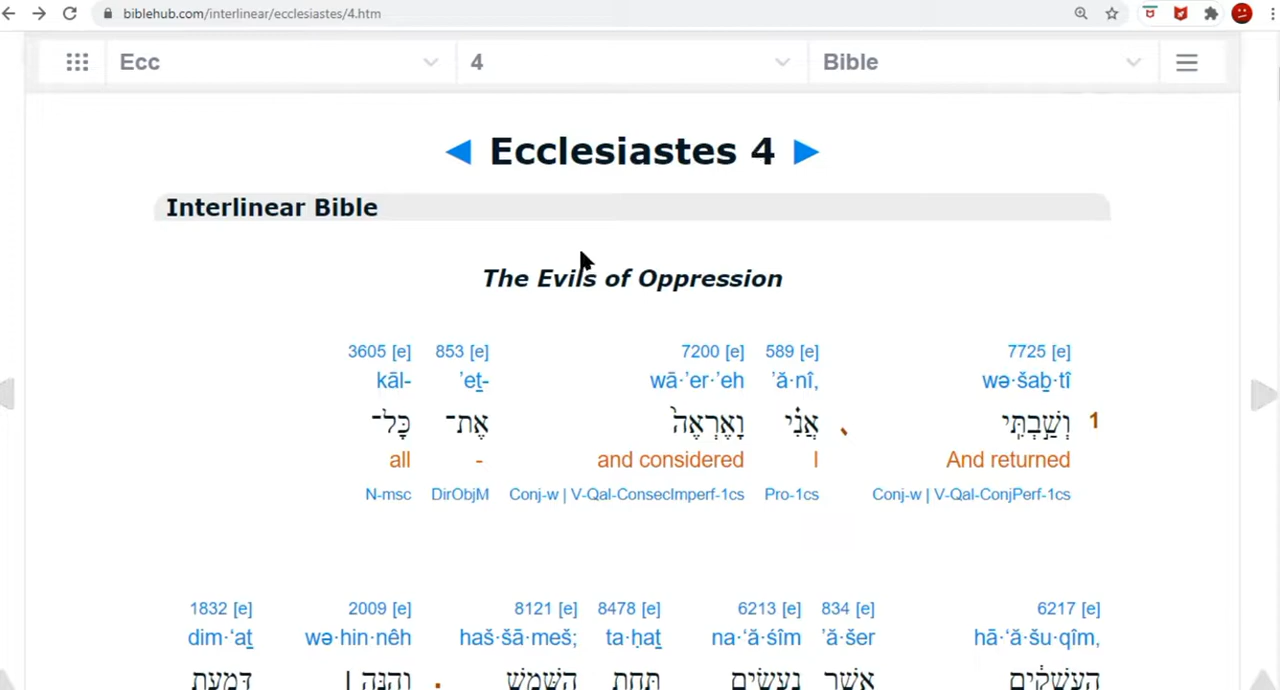 biblehub.com/interlinear/ecclesiastes/4.htm
Ecc 4 Bible
◄ Ecclesiastes 4 ►
Interlinear Bible
The Evils of Oppression
3605 [e] 853 [e] 7200 [e] 589 [e] 7725 [e]
kāl- ’eṯ- wā·’er·’eh ’ă·nî, wə·šaḇ·tî
1 וְשַׁ֣בְתִּֽי ، אֲנִ֗י וָאֶרְאֶה֙ אֶת־ כָּל־
all - and considered I And returned
N-msc DirObjM Conj-w | V-Qal-ConsecImperf-1cs Pro-1cs Conj-w | V-Qal-ConjPerf-1cs
1832 [e] 2009 [e] 8121 [e] 8478 [e] 6213 [e] 834 [e] 6217 [e]
dim·‘aṯ wə·hin·nêh haš·šā·meš; ta·ḥaṯ na·‘ă·śîm ’ă·šer hā·‘ă·šu·qîm,
הָ֣עֲשֻׁקִ֔ים אֲשֶׁ֥ר נַעֲשִׂ֖ים תַּ֣חַת הַשָּׁ֑מֶשׁ וְהִנֵּ֣ה ׀ דִּמְעַ֣ת